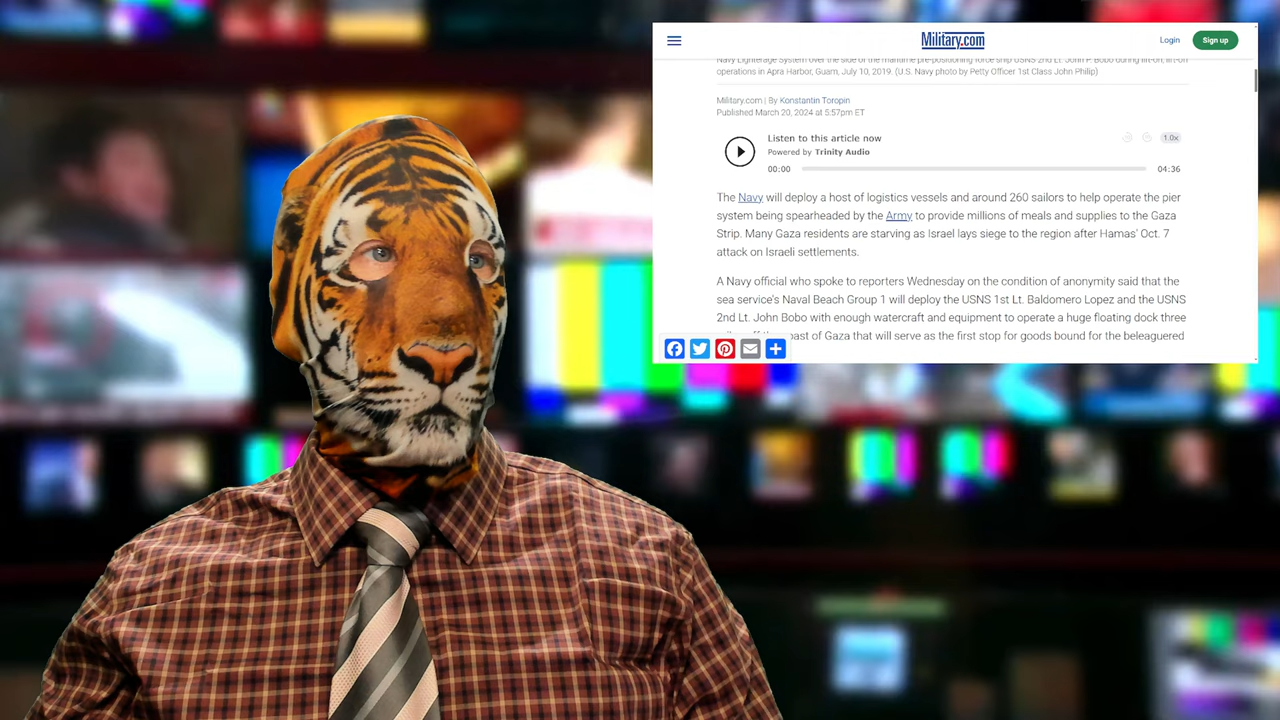 Military.com
Login
Sign up
Navy Lighterage System over the side of the maritime pre-positioning force ship USNS 2nd Lt. John P. Bobo during lift-on, lift-off
operations in Apra Harbor, Guam, July 10, 2019. (U.S. Navy photo by Petty Officer 1st Class John Philip)
Military.com | By Konstantin Toropin
Published March 20, 2024 at 5:57pm ET
Listen to this article now
1.0x
Powered by Trinity Audio
00:00
04:36
The Navy will deploy a host of logistics vessels and around 260 sailors to help operate the pier
system being spearheaded by the Army to provide millions of meals and supplies to the Gaza
Strip. Many Gaza residents are starving as Israel lays siege to the region after Hamas' Oct. 7
attack on Israeli settlements.
A Navy official who spoke to reporters Wednesday on the condition of anonymity said that the
sea service's Naval Beach Group 1 will deploy the USNS 1st Lt. Baldomero Lopez and the USNS
2nd Lt. John Bobo with enough watercraft and equipment to operate a huge floating dock three
of Gaza that will serve as the first stop for goods bound for the beleaguered